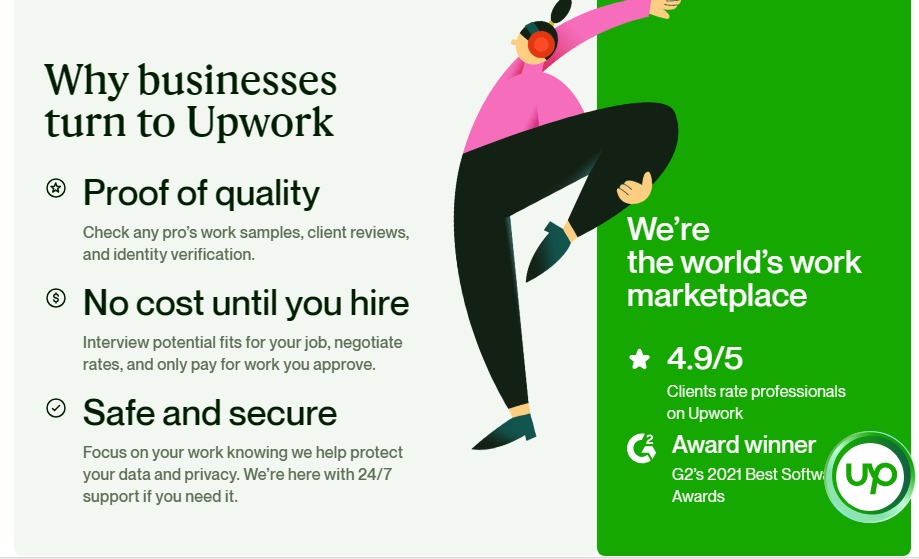 Why businesses
turn to Upwork
Proof of quality
Check any pro's work samples, client reviews,
and identity verification.
No cost until you hire
Interview potential fits for your job, negotiate
rates, and only pay for work you approve.
Safe and secure
Focus on your work knowing we help protect
your data and privacy. We're here with 24/7
support if you need it.
We're
the world's work
marketplace
4.9/5
Clients rate professionals
on Upwork
G2
Award winner
G2's 2021 Best
Awards
up